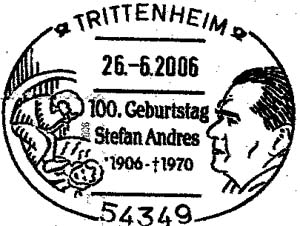 TRITTENHEIM
26.-6.2006
100. Geburtstag
Stefan Andres
*1906-†1970
54349